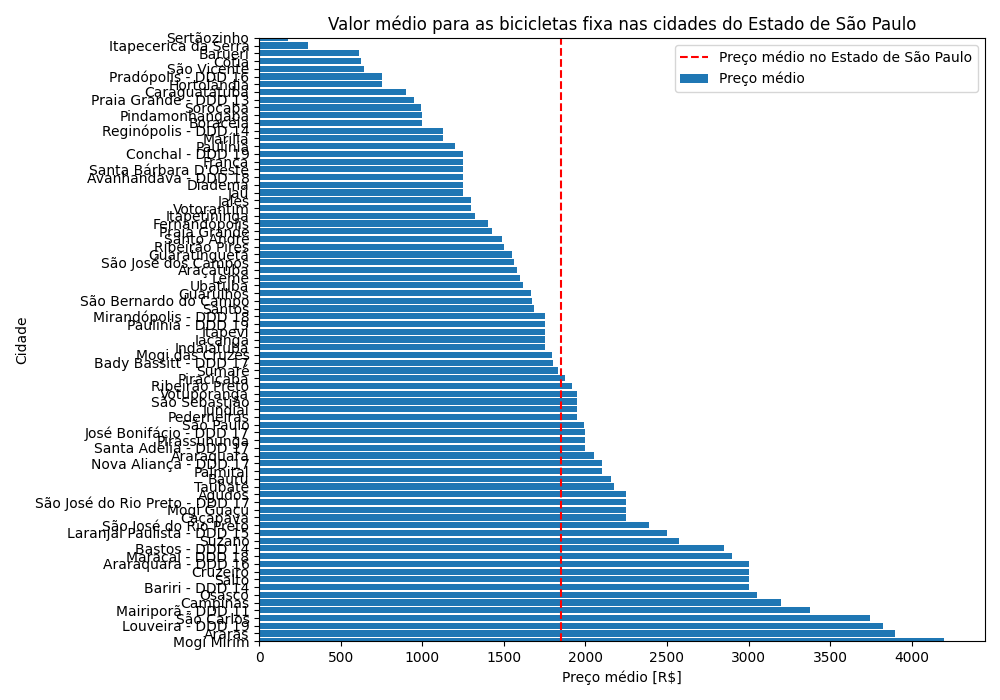 Valor médio para as bicicletas fixa nas cidades do Estado de São Paulo
Preço médio no Estado de São Paulo
Preço médio
Cidade
Sertãozinho
Itapecerica da Serra
Barueri
Cotia
São Vicente
Pradópolis - DDD 16
Hortolândia
Caraguatatuba
Praia Grande - DDD 13
Sorocaba
Pindamonhangaba
Boracéia
Reginópolis - DDD 14
Marília
Paulínia
Conchal - DDD 19
Franca
Santa Bárbara D'Oeste
Avanhandava - DDD 18
Diadema
Jaú
Jales
Votorantim
Itapetininga
Fernandópolis
Praia Grande
Santo André
Ribeirão Pires
Guaratinguetá
São José dos Campos
Araçatuba
Leme
Ubatuba
Guarulhos
São Bernardo do Campo
Santos
Mirandópolis - DDD 18
Paulínia - DDD 19
Itapevi
Iacanga
Indaiatuba
Mogi das Cruzes
Bady Bassitt - DDD 17
Sumaré
Piracicaba
Ribeirão Preto
Votuporanga
São Sebastião
Jundiaí
Pederneiras
São Paulo
José Bonifácio - DDD 17
Pirassununga
Santa Adélia - DDD 17
Araraquara
Nova Aliança - DDD 17
Palmital
Bauru
Taubaté
Agudos
São José do Rio Preto - DDD 17
Mogi Guaçu
Caçapava
São José do Rio Preto
Laranjal Paulista - DDD 15
Suzano
Bastos - DDD 14
Maracaí - DDD 18
Araraquara - DDD 16
Cruzeiro
Salto
Bariri - DDD 14
Osasco
Campinas
Mairiporã - DDD 11
São Carlos
Louveira - DDD 19
Araras
Mogi Mirim
0 500 1000 1500 2000 2500 3000 3500 4000
Preço médio [R$]